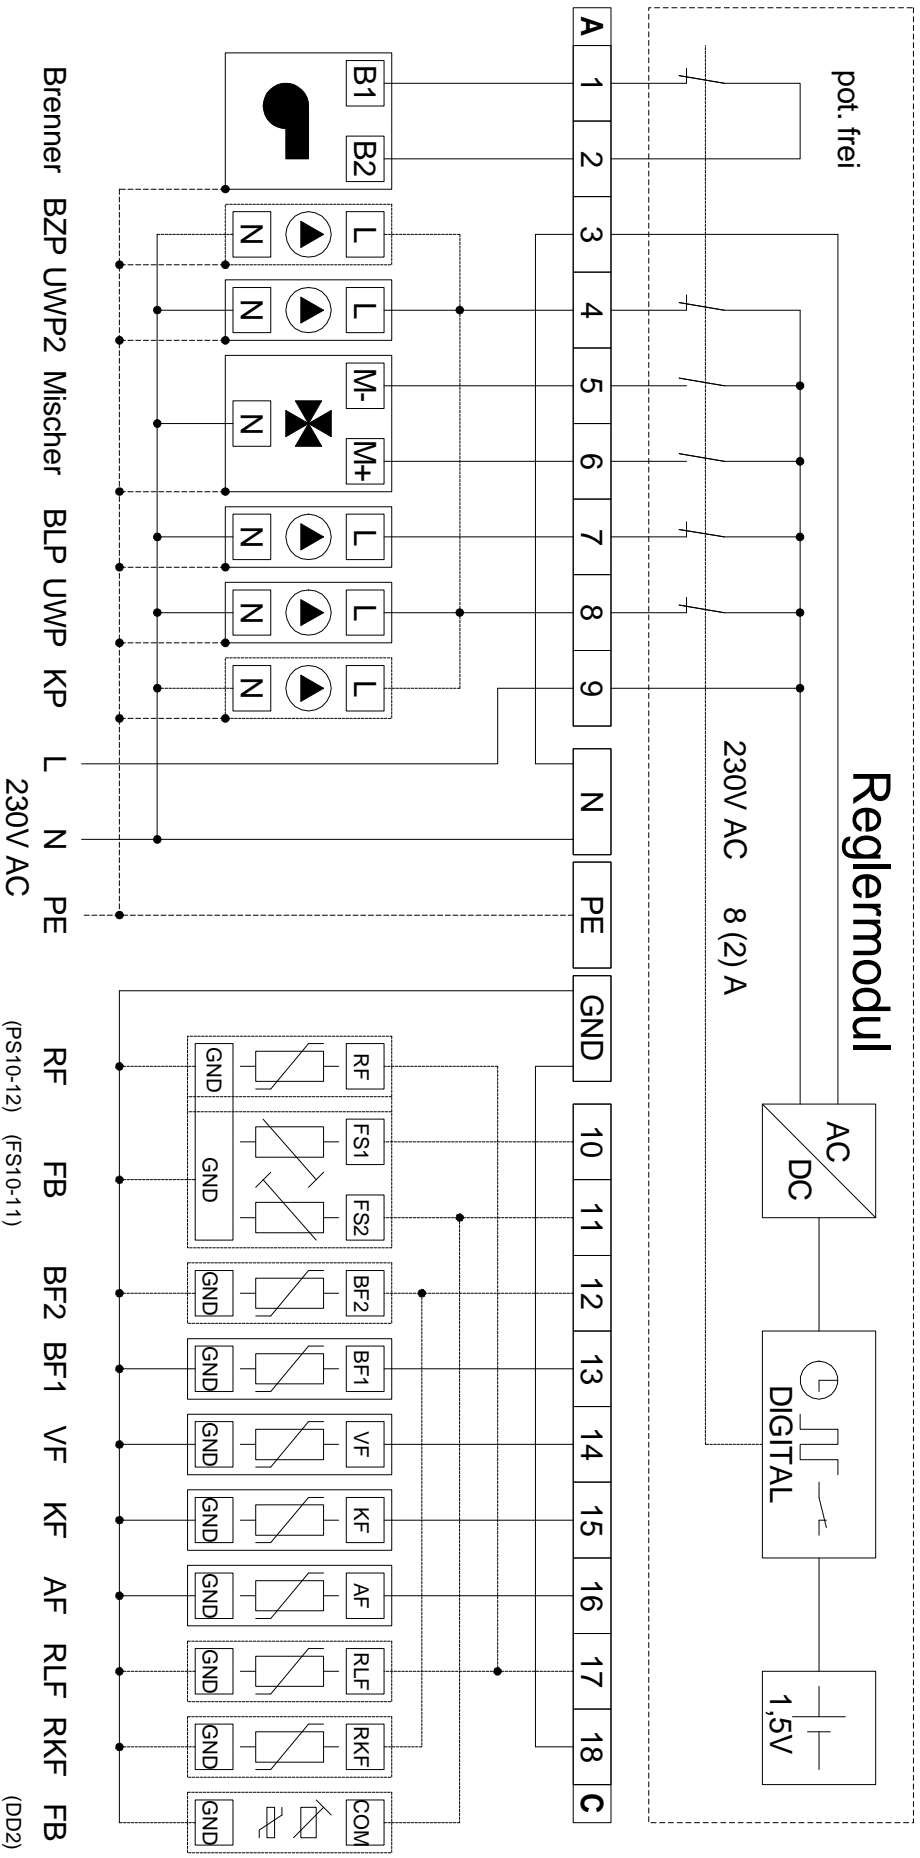 Reglermodul
pot. frei
230V AC 8 (2) A
AC
DC
DIGITAL
1,5V
A 1 2 3 4 5 6 7 8 9 N PE GND 10 11 12 13 14 15 16 17 18 C
B1 B2 L L M- M+ L L L RF FS1 FS2 BF2 BF1 VF KF AF RLF RKF COM
N N N N N N GND GND GND GND GND GND GND GND GND GND
Brenner BZP UWP2 Mischer BLP UWP KP L N PE RF FB BF2 BF1 VF KF AF RLF RKF FB
230V AC (PS10-12) (FS10-11) (DD2)